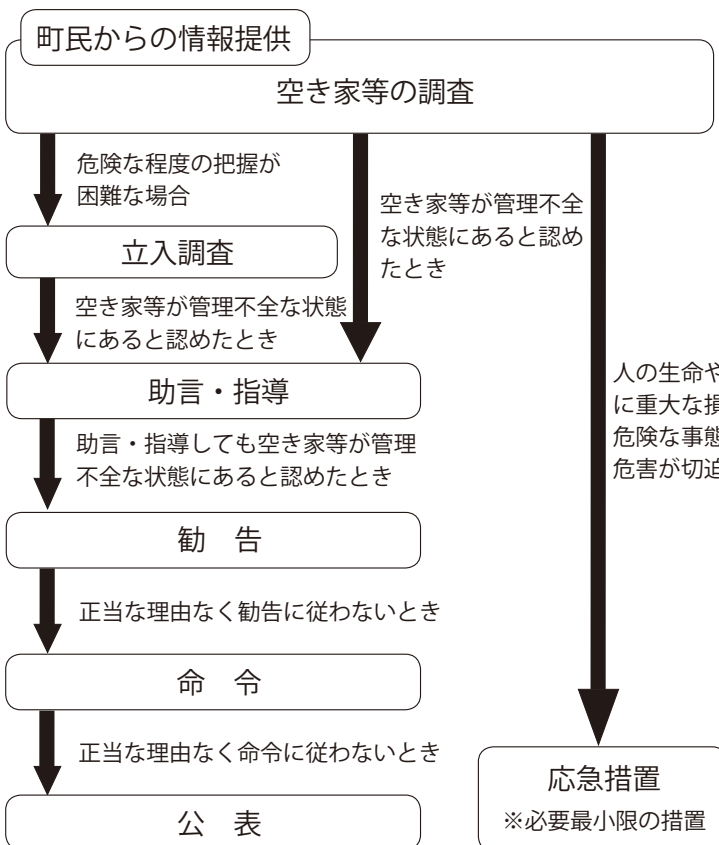 町民からの情報提供
空き家等の調査
危険な程度の把握が
困難な場合
立入調査
空き家等が管理不全な状態
にあると認めたとき
空き家等が管理不全
な状態にあると認め
たとき
助言・指導
助言・指導しても空き家等が管理
不全な状態にあると認めたとき
勧　告
正当な理由なく勧告に従わないとき
命　令
正当な理由なく命令に従わないとき
公　表
人の生命や
に重大な損
危険な事態
危害が切迫
応急措置
※必要最小限の措置